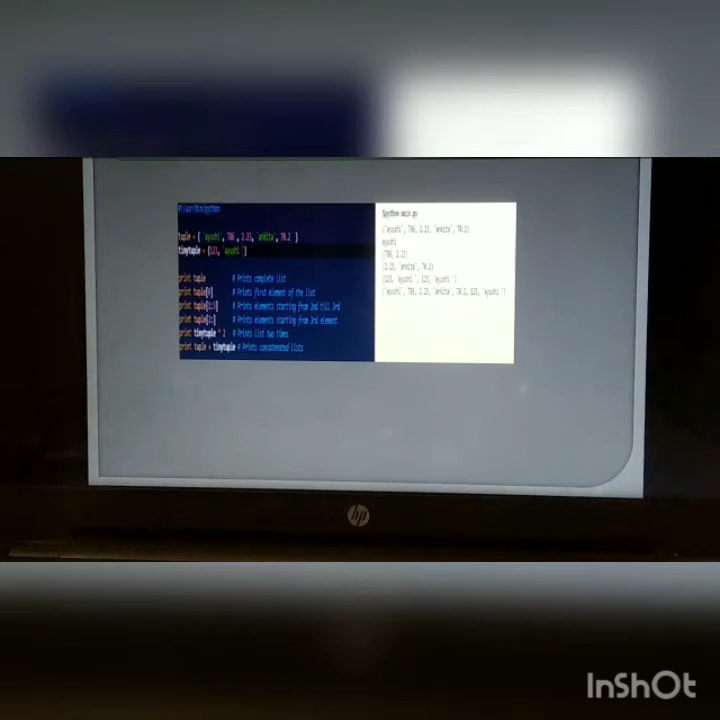 #!/usr/bin/python
tuple = ( 'ayushi', 786 , 2.23, 'ankita', 70.2 )
tinytuple = (123, 'ayushi ')
print tuple # Prints complete list
print tuple[0] # Prints first element of the list
print tuple[1:3] # Prints elements starting from 2nd till 3rd
print tuple[2:] # Prints elements starting from 3rd element
print tinytuple * 2 # Prints list two times
print tuple + tinytuple # Prints concatenated lists
$python main.py
('ayushi', 786, 2.23, 'ankita', 70.2)
ayushi
(786, 2.23)
(2.23, 'ankita', 70.2)
(123, 'ayushi ', 123, 'ayushi ')
('ayushi', 786, 2.23, 'ankita', 70.2, 123, 'ayushi ')
hp
InShOt